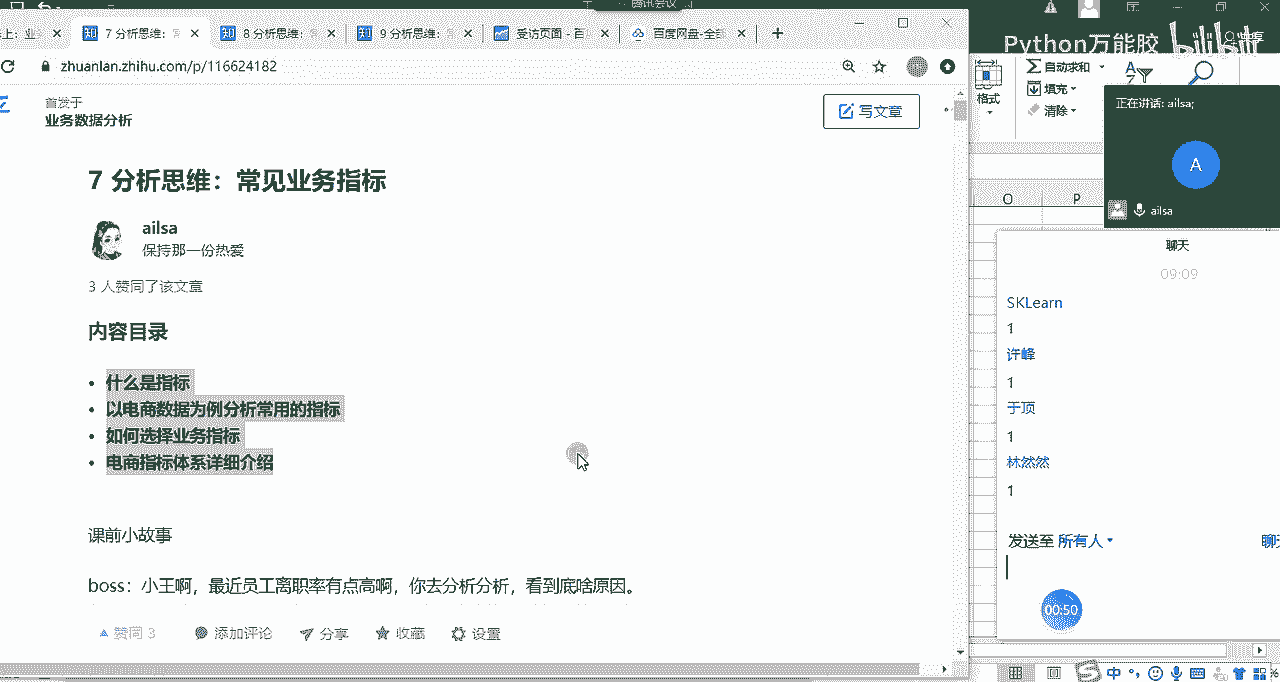 腾讯会议
上：业
7 分析思维：
8 分析思维：
9 分析思维：
受访页面 - 百
百度网盘-全部
zhuanlan.zhihu.com/p/116624182
首发于
业务数据分析
写文章
7 分析思维：常见业务指标
ailsa
保持那一份热爱
3 人赞同了该文章
内容目录
• 什么是指标
• 以电商数据为例分析常用的指标
• 如何选择业务指标
• 电商指标体系详细介绍
课前小故事
boss：小王啊，最近员工离职率有点高啊，你去分析分析，看到底啥原因。
赞同 3
添加评论
分享
收藏
设置
Python万能胶
bilibili
共享
格式
自动求和
填充
清除
正在讲话: ailsa;
A
ailsa
O
P
聊天
09:09
SKLearn
1
许峰
1
于顶
1
林然然
1
发送至 所有人
聊天
00:50
中